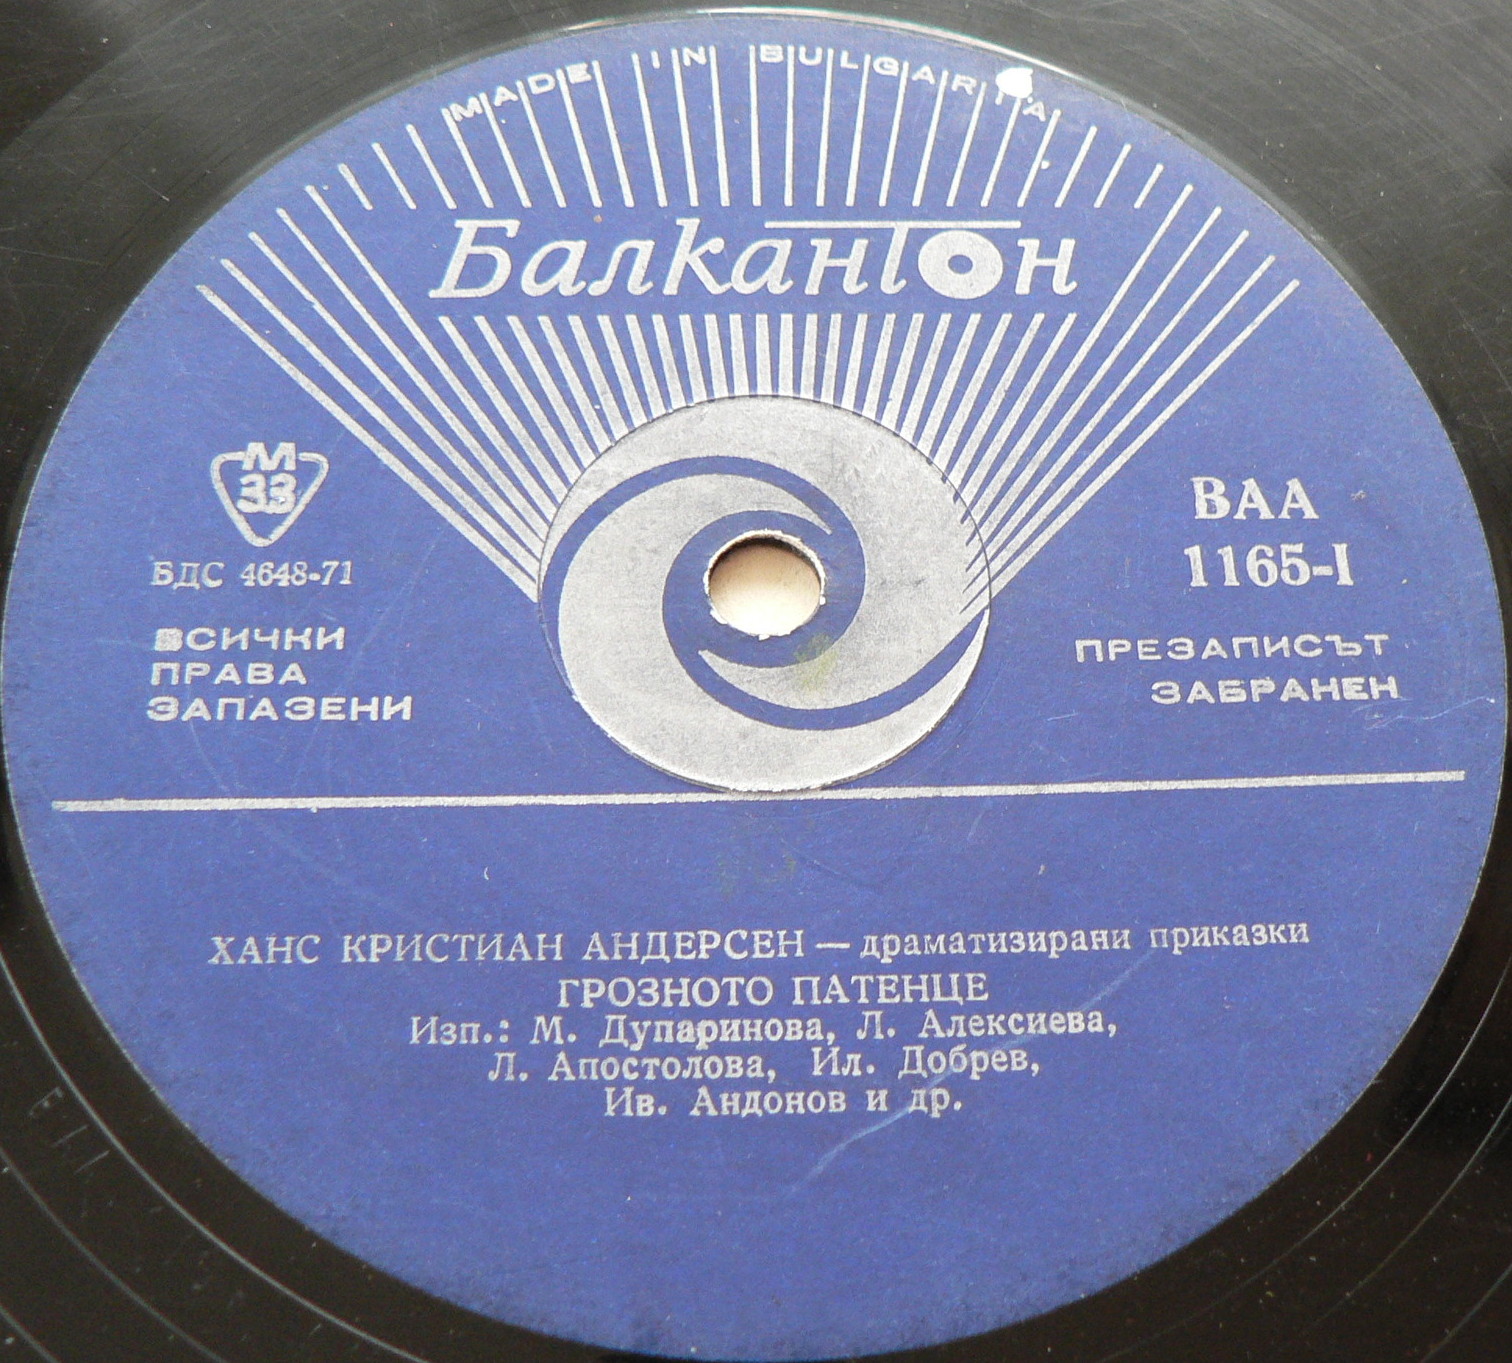 MADE IN BULGARIA
Балкантон
М
33
БДС 4648-71
ВСИЧКИ
ПРАВА
ЗАПАЗЕНИ
ВАА
1165-I
ПРЕЗАПИСЪТ
ЗАБРАНЕН
ХАНС КРИСТИАН АНДЕРСЕН — драматизирани приказки
ГРОЗНОТО ПАТЕНЦЕ
Изп.: М. Дупаринова, Л. Алексиева,
Л. Апостолова, Ил. Добрев,
Ив. Андонов и др.